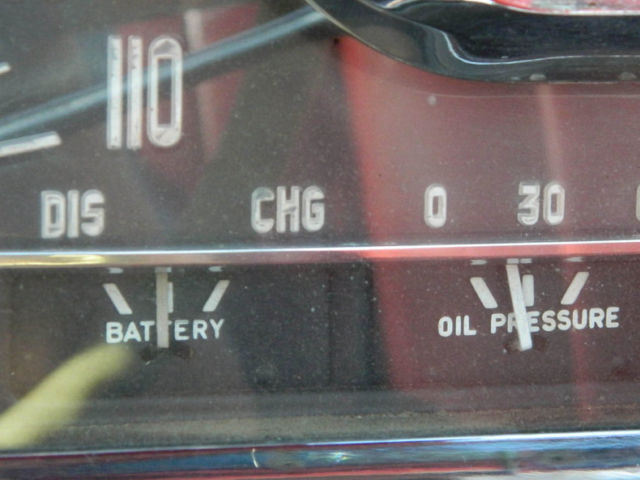 110
DIS CHG 0 30
BATTERY OIL PRESSURE